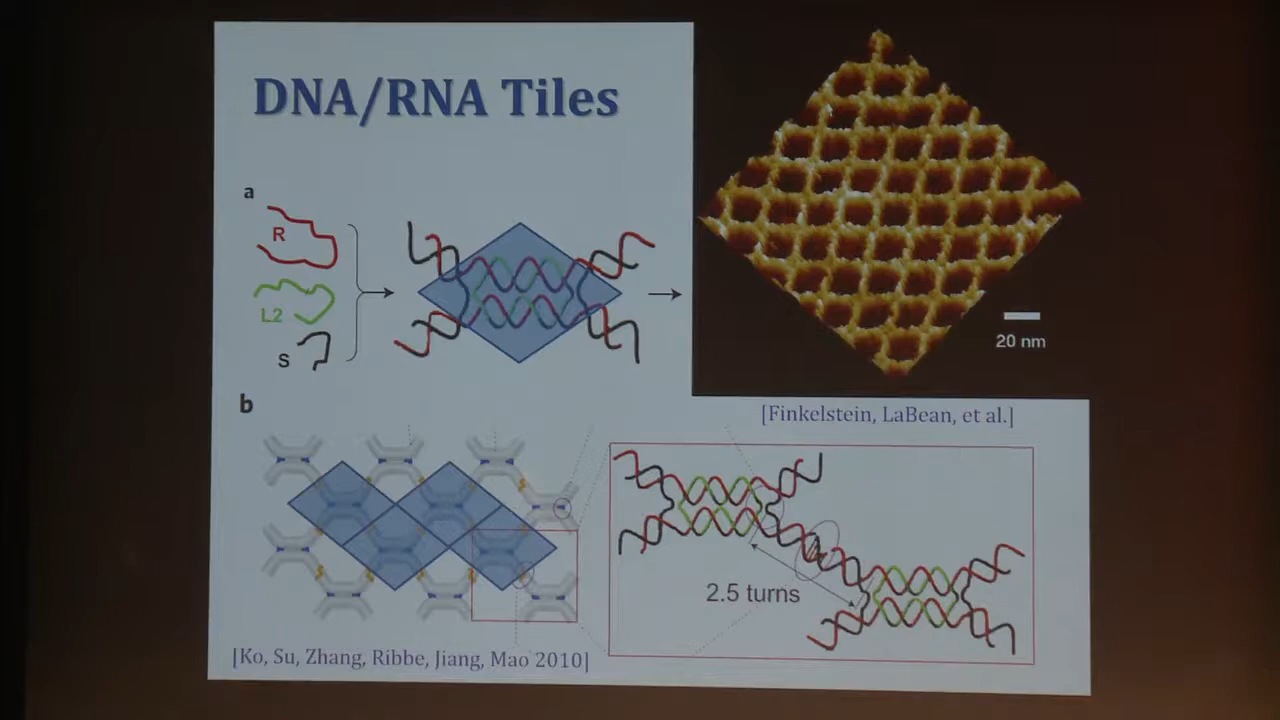 DNA/RNA Tiles
a
R
L2
S
20 nm
[Finkelstein, LaBean, et al.]
b
2.5 turns
[Ko, Su, Zhang, Ribbe, Jiang, Mao 2010]